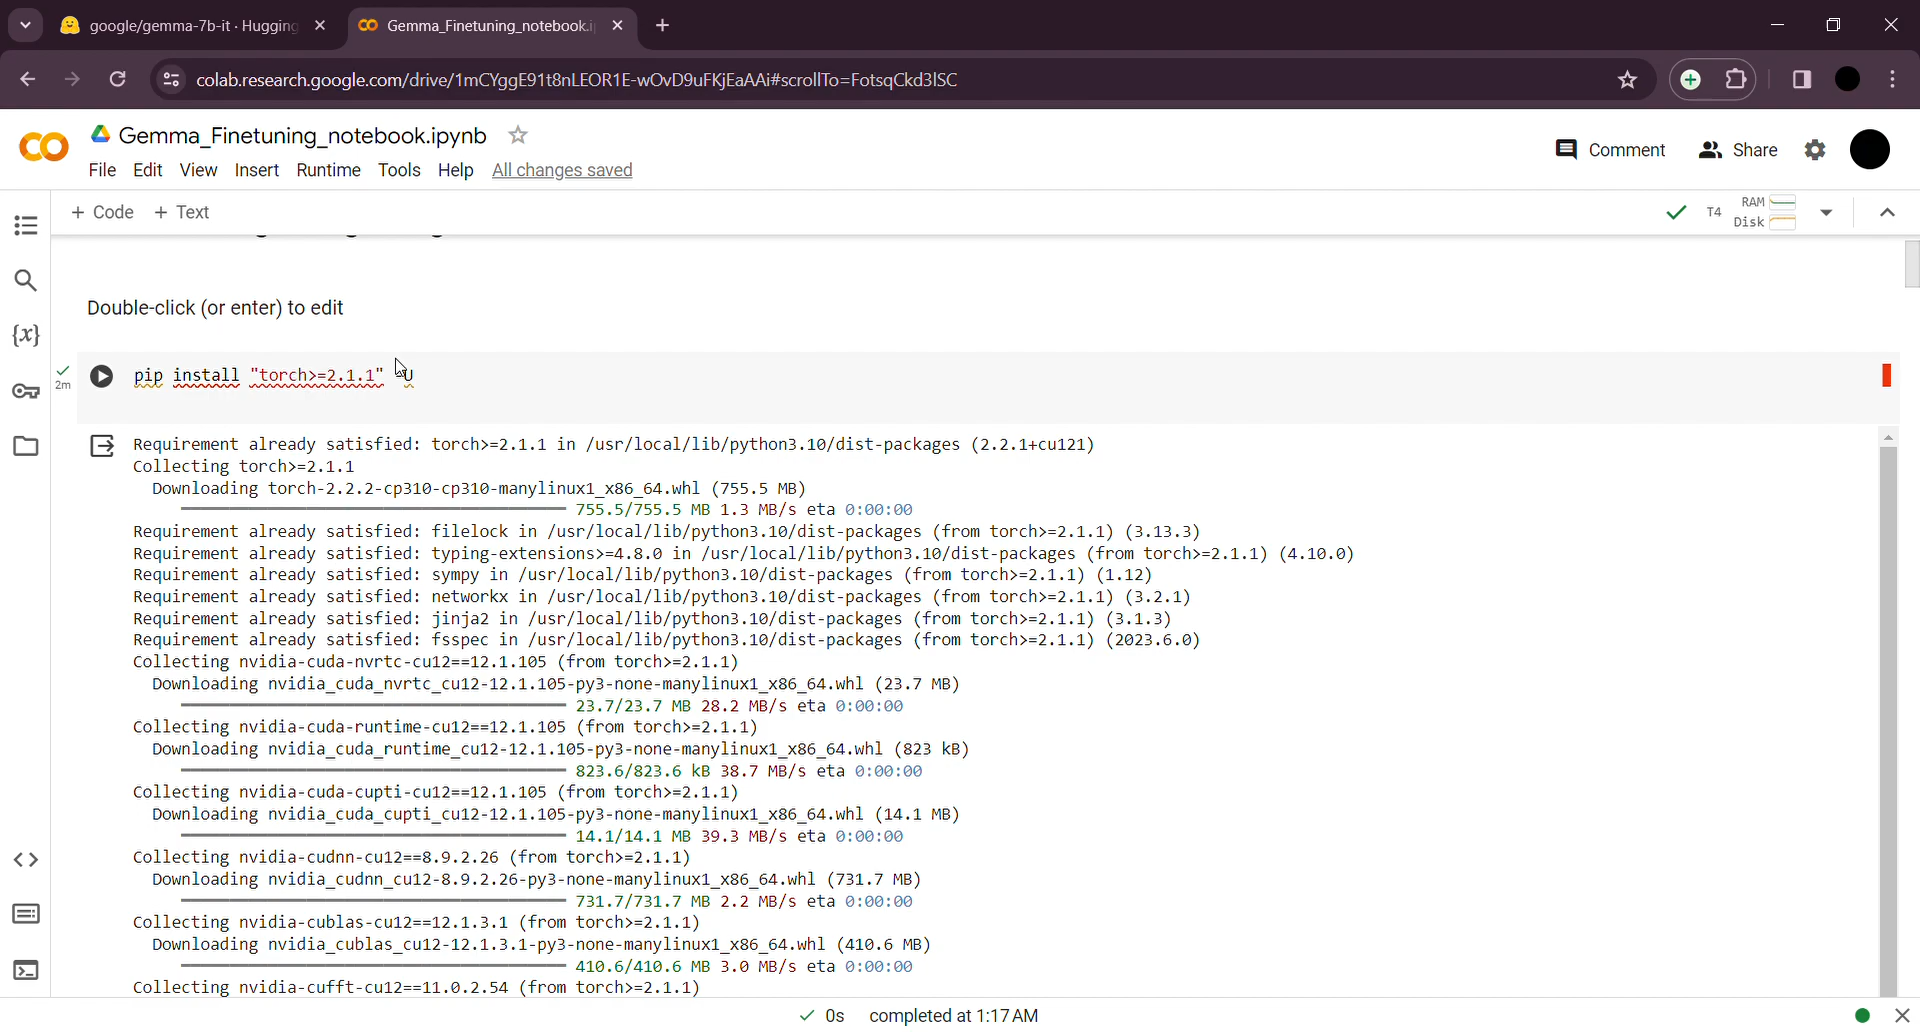 google/gemma-7b-it · Hugging
Gemma_Finetuning_notebook.i
colab.research.google.com/drive/1mCYggE91t8nLEOR1E-wOvD9uFKjEaAAi#scrollTo=FotsqCkd3lSC
Gemma_Finetuning_notebook.ipynb
File Edit View Insert Runtime Tools Help All changes saved
Comment
Share
+ Code + Text
T4
RAM
Disk
Double-click (or enter) to edit
2m
pip install "torch>=2.1.1" -U
Requirement already satisfied: torch>=2.1.1 in /usr/local/lib/python3.10/dist-packages (2.2.1+cu121)
Collecting torch>=2.1.1
Downloading torch-2.2.2-cp310-cp310-manylinux1_x86_64.whl (755.5 MB)
755.5/755.5 MB 1.3 MB/s eta 0:00:00
Requirement already satisfied: filelock in /usr/local/lib/python3.10/dist-packages (from torch>=2.1.1) (3.13.3)
Requirement already satisfied: typing-extensions>=4.8.0 in /usr/local/lib/python3.10/dist-packages (from torch>=2.1.1) (4.10.0)
Requirement already satisfied: sympy in /usr/local/lib/python3.10/dist-packages (from torch>=2.1.1) (1.12)
Requirement already satisfied: networkx in /usr/local/lib/python3.10/dist-packages (from torch>=2.1.1) (3.2.1)
Requirement already satisfied: jinja2 in /usr/local/lib/python3.10/dist-packages (from torch>=2.1.1) (3.1.3)
Requirement already satisfied: fsspec in /usr/local/lib/python3.10/dist-packages (from torch>=2.1.1) (2023.6.0)
Collecting nvidia-cuda-nvrtc-cu12==12.1.105 (from torch>=2.1.1)
Downloading nvidia_cuda_nvrtc_cu12-12.1.105-py3-none-manylinux1_x86_64.whl (23.7 MB)
23.7/23.7 MB 28.2 MB/s eta 0:00:00
Collecting nvidia-cuda-runtime-cu12==12.1.105 (from torch>=2.1.1)
Downloading nvidia_cuda_runtime_cu12-12.1.105-py3-none-manylinux1_x86_64.whl (823 kB)
823.6/823.6 kB 38.7 MB/s eta 0:00:00
Collecting nvidia-cuda-cupti-cu12==12.1.105 (from torch>=2.1.1)
Downloading nvidia_cuda_cupti_cu12-12.1.105-py3-none-manylinux1_x86_64.whl (14.1 MB)
14.1/14.1 MB 39.3 MB/s eta 0:00:00
Collecting nvidia-cudnn-cu12==8.9.2.26 (from torch>=2.1.1)
Downloading nvidia_cudnn_cu12-8.9.2.26-py3-none-manylinux1_x86_64.whl (731.7 MB)
731.7/731.7 MB 2.2 MB/s eta 0:00:00
Collecting nvidia-cublas-cu12==12.1.3.1 (from torch>=2.1.1)
Downloading nvidia_cublas_cu12-12.1.3.1-py3-none-manylinux1_x86_64.whl (410.6 MB)
410.6/410.6 MB 3.0 MB/s eta 0:00:00
Collecting nvidia-cufft-cu12==11.0.2.54 (from torch>=2.1.1)
0s completed at 1:17 AM